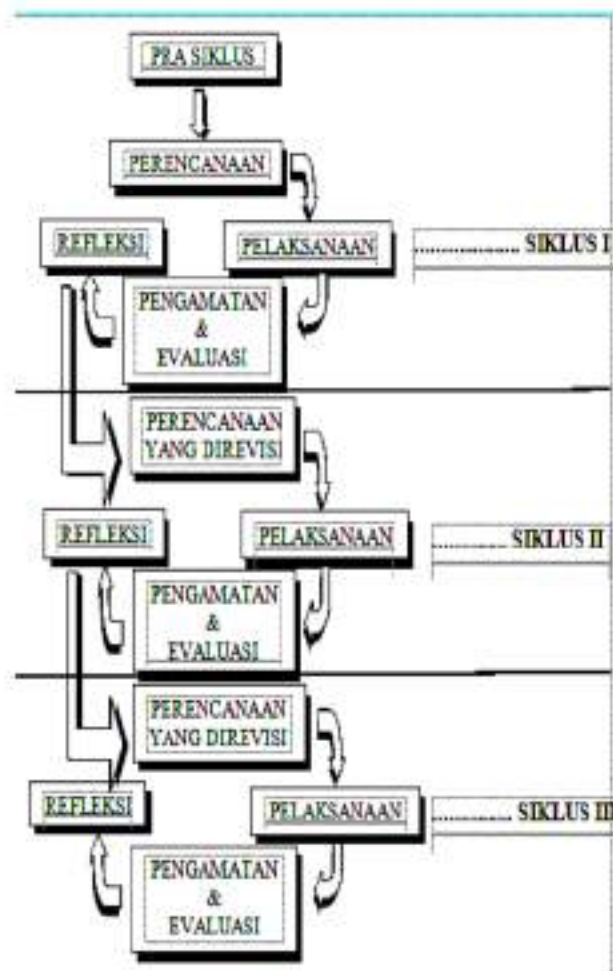 PRA SIKLUS
PERENCANAAN
REFLEKSI
PELAKSANAAN
.................. SIKLUS I
PENGAMATAN
&
EVALUASI
PERENCANAAN
YANG DIREVISI
REFLEKSI
PELAKSANAAN
.............. SIKLUS II
PENGAMATAN
&
EVALUASI
PERENCANAAN
YANG DIREVISI
REFLEKSI
PELAKSANAAN
.............. SIKLUS III
PENGAMATAN
&
EVALUASI